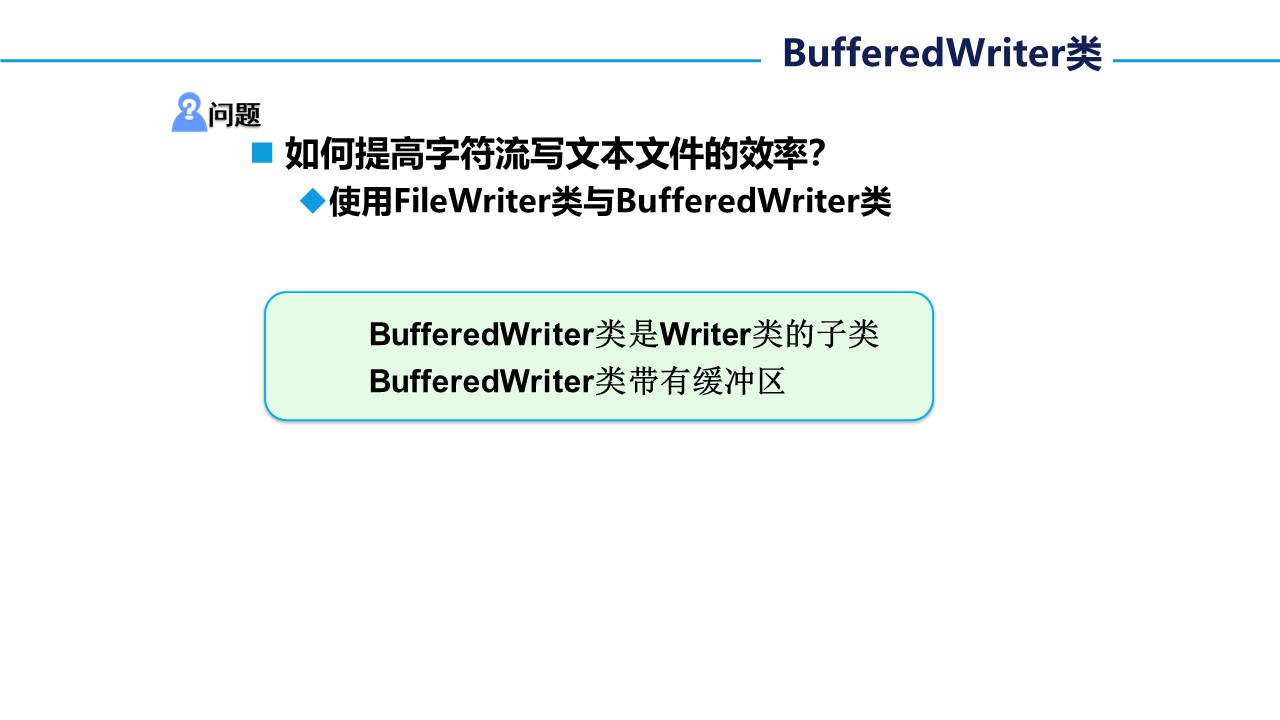 BufferedWriter类
问题
如何提高字符流写文本文件的效率？
使用FileWriter类与BufferedWriter类
BufferedWriter类是Writer类的子类
BufferedWriter类带有缓冲区